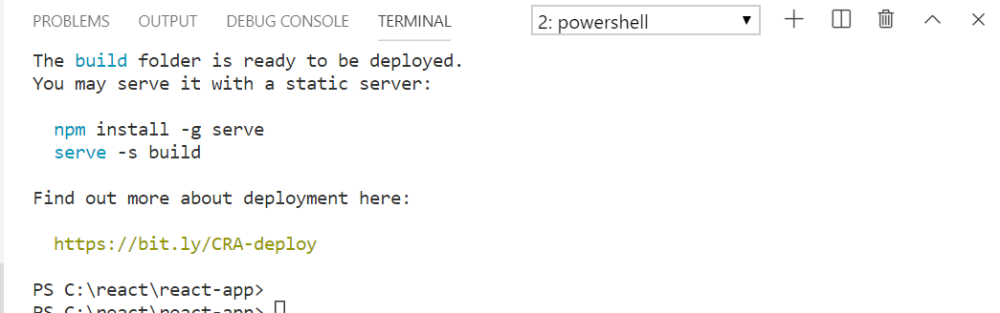 PROBLEMS OUTPUT DEBUG CONSOLE TERMINAL 2: powershell
The build folder is ready to be deployed.
You may serve it with a static server:
npm install -g serve
serve -s build
Find out more about deployment here:
https://bit.ly/CRA-deploy
PS C:\react\react-app>
PS C:\react\react-app>